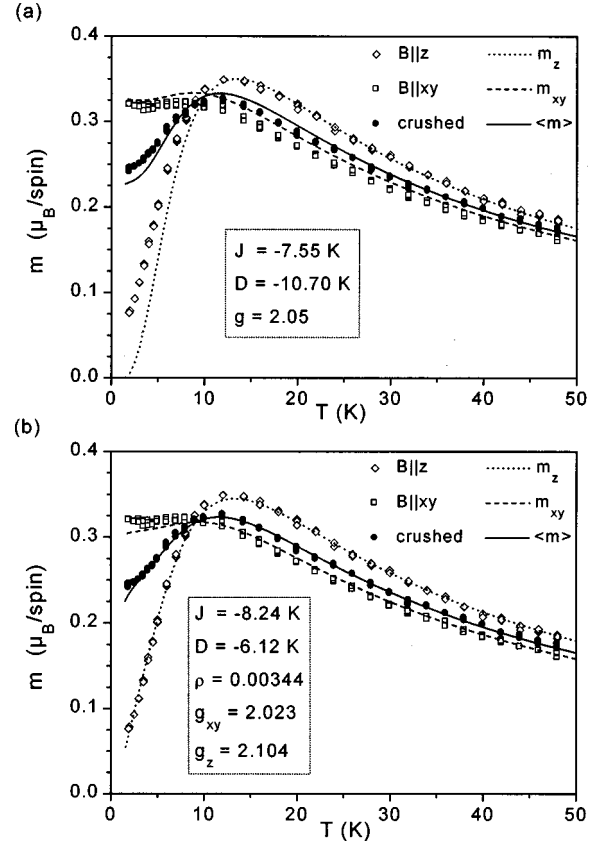 (a)
0.4
0.3
0.2
0.1
0.0
m (μB/spin)
B||z m_z
B||xy m_xy
crushed <m>
J = -7.55 K
D = -10.70 K
g = 2.05
0 10 20 30 40 50
T (K)
(b)
0.4
0.3
0.2
0.1
0.0
m (μB/spin)
B||z m_z
B||xy m_xy
crushed <m>
J = -8.24 K
D = -6.12 K
ρ = 0.00344
g_xy = 2.023
g_z = 2.104
0 10 20 30 40 50
T (K)